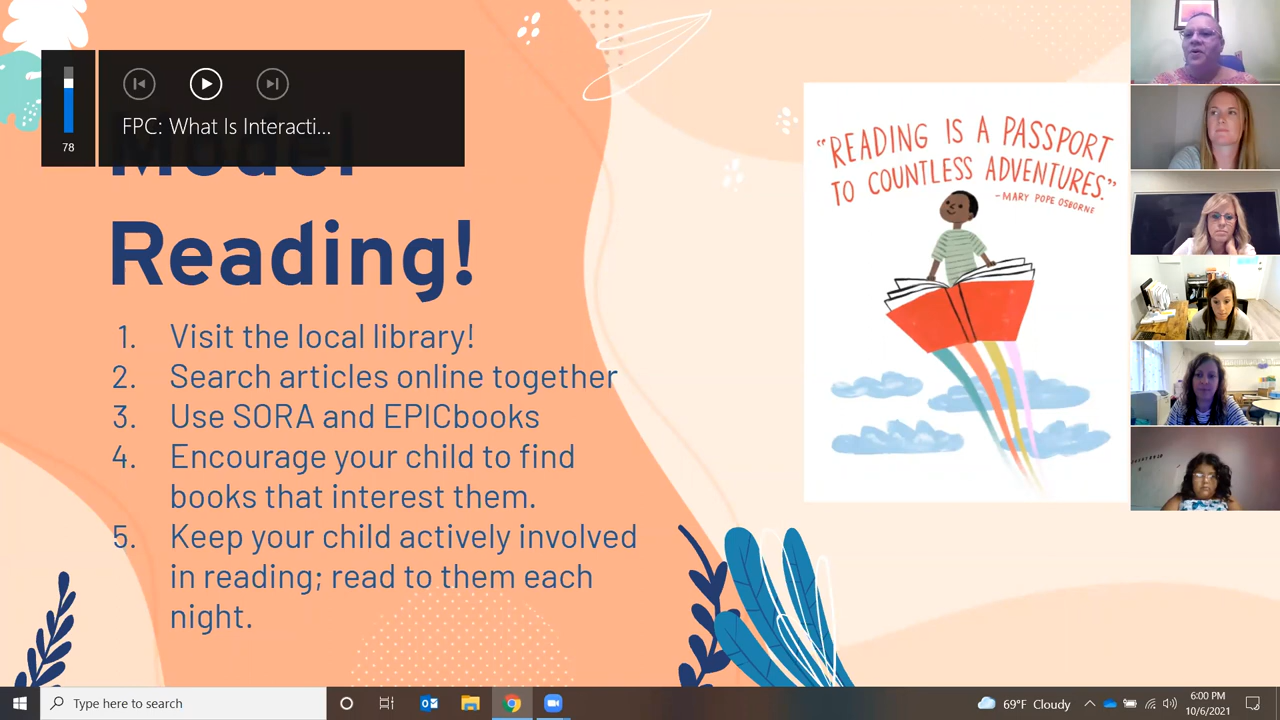 78
FPC: What Is Interacti...
Model
Reading!
1. Visit the local library!
2. Search articles online together
3. Use SORA and EPICbooks
4. Encourage your child to find
books that interest them.
5. Keep your child actively involved
in reading; read to them each
night.
"READING IS A PASSPORT
TO COUNTLESS ADVENTURES."
- MARY POPE OSBORNE
Type here to search
69°F Cloudy
6:00 PM
10/6/2021